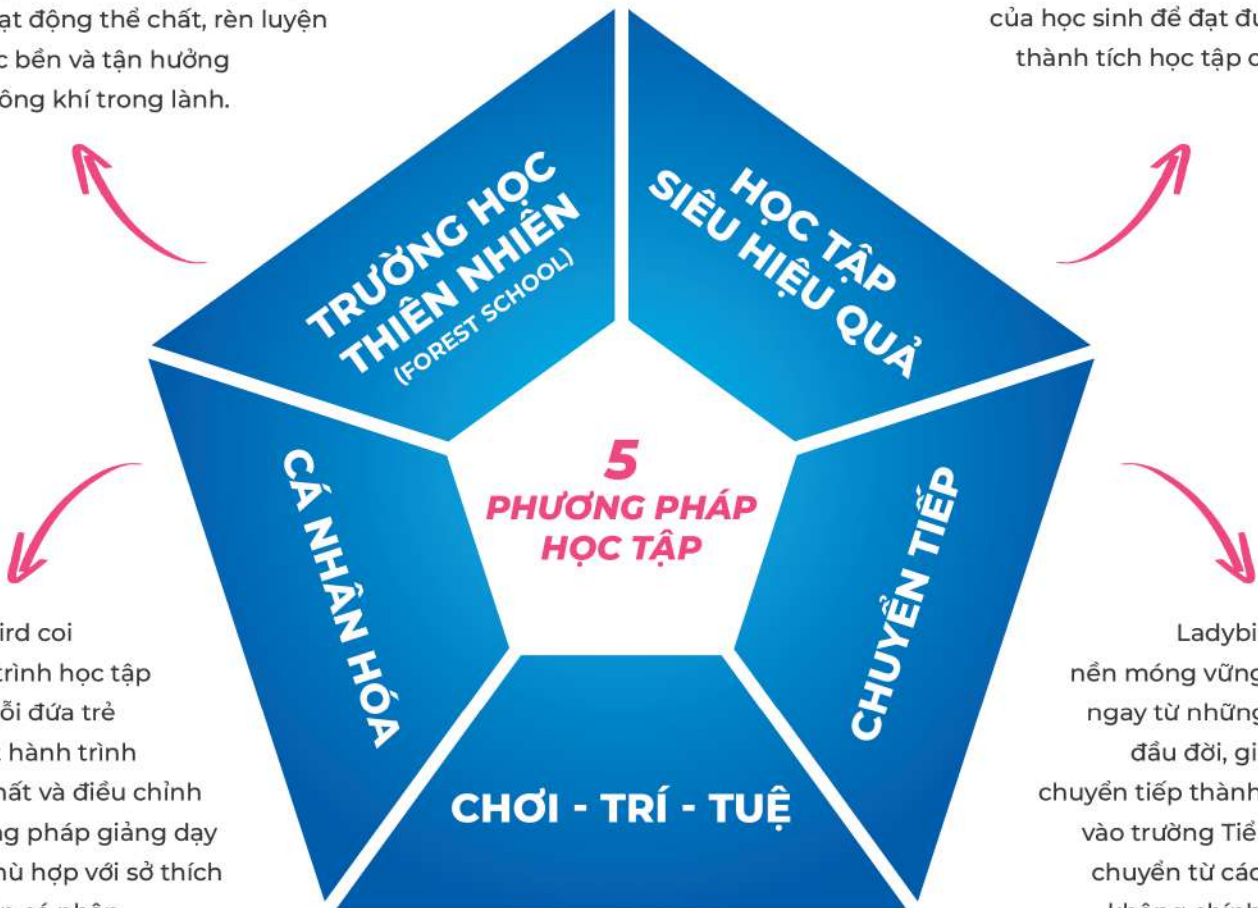 ạt động thể chất, rèn luyện
c bền và tận hưởng
ông khí trong lành.
của học sinh để đạt đư
thành tích học tập c
TRƯỜNG HỌC
THIÊN NHIÊN
(FOREST SCHOOL)
HỌC TẬP
SIÊU HIỆU QUẢ
5
PHƯƠNG PHÁP
HỌC TẬP
CÁ NHÂN HÓA
CHUYỂN TIẾP
CHƠI - TRÍ - TUỆ
ird coi
trình học tập
ỗi đứa trẻ
t hành trình
hất và điều chỉnh
ng pháp giảng dạy
hù hợp với sở thích
Ladybi
nền móng vững
ngay từ những
đầu đời, gi
chuyển tiếp thành
vào trường Tiể
chuyển từ các